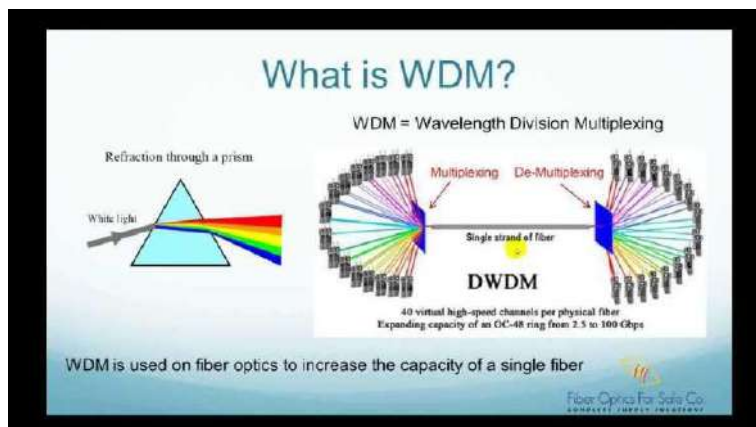 What is WDM?
WDM = Wavelength Division Multiplexing
Refraction through a prism
White light
Multiplexing
De-Multiplexing
Single strand of fiber
DWDM
40 virtual high-speed channels per physical fiber
Expanding capacity of an OC-48 ring from 2.5 to 100 Gbps
WDM is used on fiber optics to increase the capacity of a single fiber
Fiber Optics For Sale Co.
COMPLETE SUPPLY SOLUTIONS